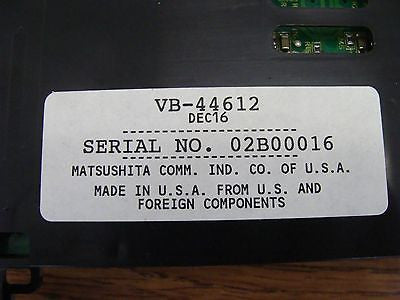 VB-44612
DEC16
SERIAL NO. 02B00016
MATSUSHITA COMM. IND. CO. OF U.S.A.
MADE IN U.S.A. FROM U.S. AND
FOREIGN COMPONENTS